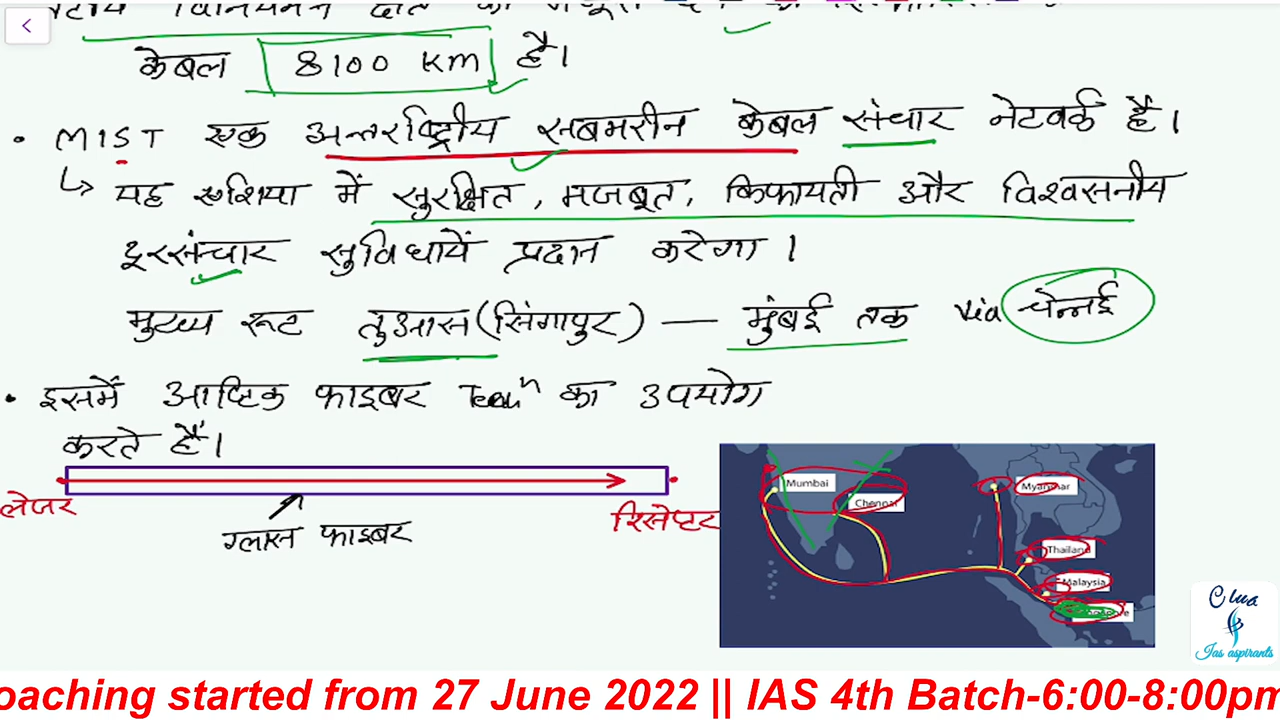 केबल 8100 km है।
• MIST एक अन्तर्राष्ट्रीय सबमरीन केबल संचार नेटवर्क है।
↳ यह एशिया में सुरक्षित, मजबूत, किफायती और विश्वसनीय
दूरसंचार सुविधायें प्रदान करेगा।
मुख्य रूट तुआस (सिंगापुर) — मुंबई तक via चेन्नई
• इसमें आप्टिक फाइबर Techⁿ का उपयोग
करते हैं।
लेजर
ग्लास फाइबर
रिसेप्टर
Mumbai
Chennai
Myanmar
Thailand
Malaysia
Clua
Ias aspirants
oaching started from 27 June 2022 || IAS 4th Batch-6:00-8:00pm